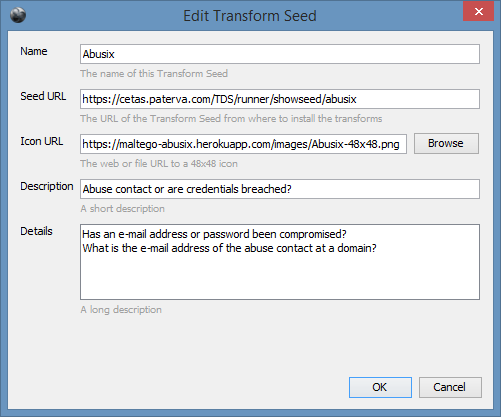 Edit Transform Seed
Name
Abusix
The name of this Transform Seed
Seed URL
https://cetas.paterva.com/TDS/runner/showseed/abusix
The URL of the Transform Seed from where to install the transforms
Icon URL
https://maltego-abusix.herokuapp.com/images/Abusix-48x48.png
Browse
The web or file URL to a 48x48 icon
Description
Abuse contact or are credentials breached?
A short description
Details
Has an e-mail address or password been compromised?
What is the e-mail address of the abuse contact at a domain?
A long description
OK
Cancel